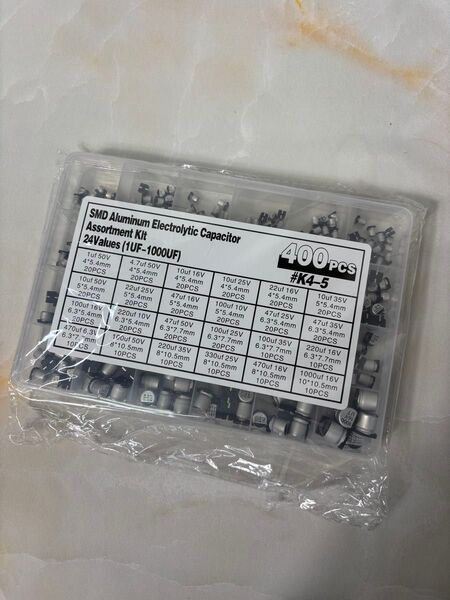 SMD Aluminum Electrolytic Capacitor
Assortment Kit
24Values (1UF-1000UF)
400PCS
#K4-5
1uf 50V
4*5.4mm
20PCS
4.7uf 50V
4*5.4mm
20PCS
10uf 16V
4*5.4mm
20PCS
10uf 25V
4*5.4mm
20PCS
22uf 16V
4*5.4mm
20PCS
10uf 35V
5*5.4mm
20PCS
10uf 50V
5*5.4mm
20PCS
22uf 25V
5*5.4mm
20PCS
47uf 16V
5*5.4mm
20PCS
100uf 10V
5*5.4mm
20PCS
47uf 25V
6.3*5.4mm
20PCS
47uf 35V
6.3*5.4mm
20PCS
100uf 16V
6.3*5.4mm
20PCS
220uf 10V
6.3*5.4mm
20PCS
47uf 50V
6.3*7.7mm
20PCS
100uf 25V
6.3*7.7mm
20PCS
100uf 35V
6.3*7.7mm
10PCS
220uf 16V
6.3*7.7mm
10PCS
470uf 6.3V
6.3*7.7mm
10PCS
100uf 50V
8*10.5mm
10PCS
220uf 35V
8*10.5mm
10PCS
330uf 25V
8*10.5mm
10PCS
470uf 16V
8*10.5mm
10PCS
1000uf 16V
10*10.5mm
10PCS